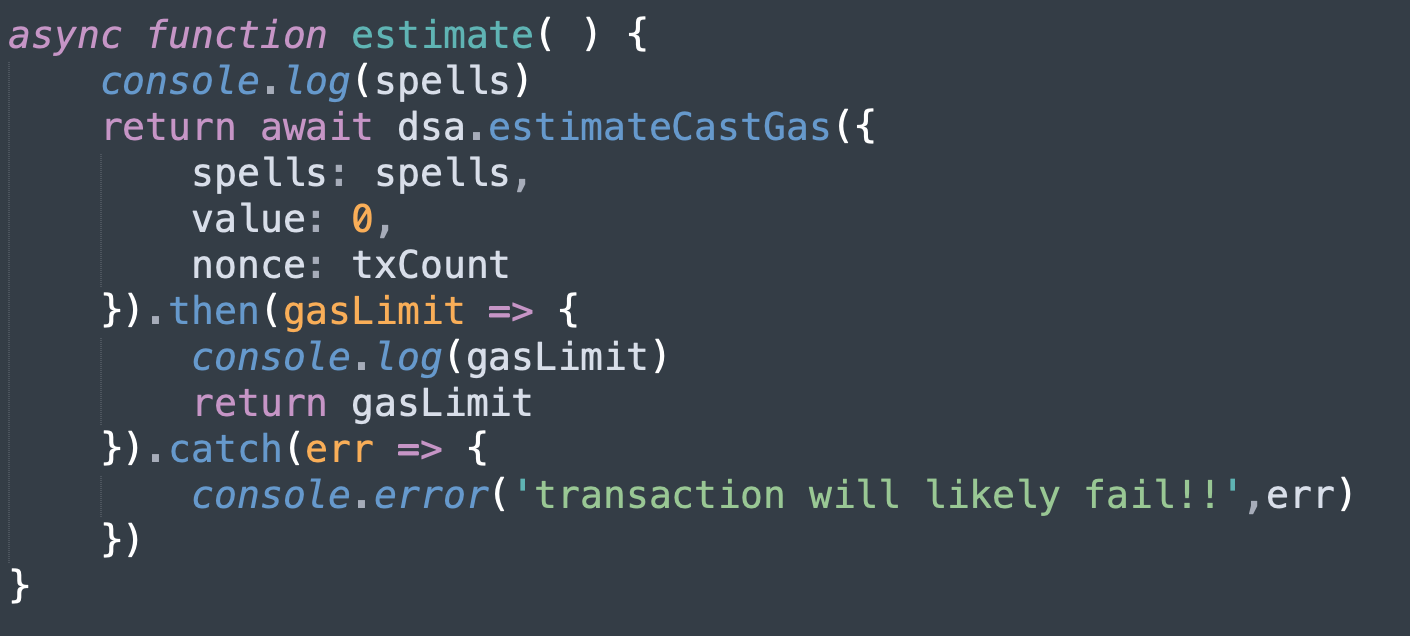 async function estimate( ) {
    console.log(spells)
    return await dsa.estimateCastGas({
        spells: spells,
        value: 0,
        nonce: txCount
    }).then(gasLimit => {
        console.log(gasLimit)
        return gasLimit
    }).catch(err => {
        console.error('transaction will likely fail!!',err)
    })
}